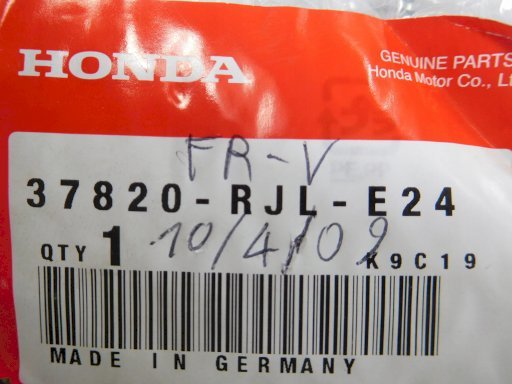 HONDA
GENUINE PARTS
Honda Motor Co., Lt
FR-V
37820-RJL-E24
QTY 1 10/4/09 K9C19
MADE IN GERMANY